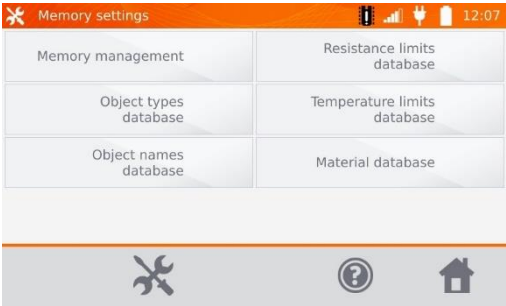 Memory settings
12:07
Memory management
Resistance limits
database
Object types
database
Temperature limits
database
Object names
database
Material database